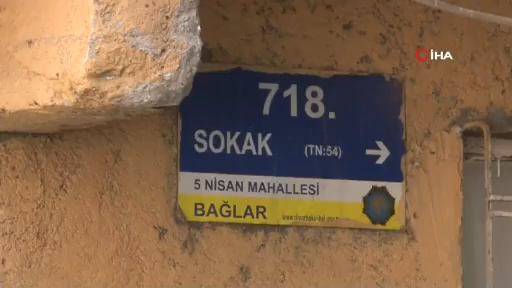 İHA
718.
SOKAK (TN:54)
5 NİSAN MAHALLESİ
BAĞLAR